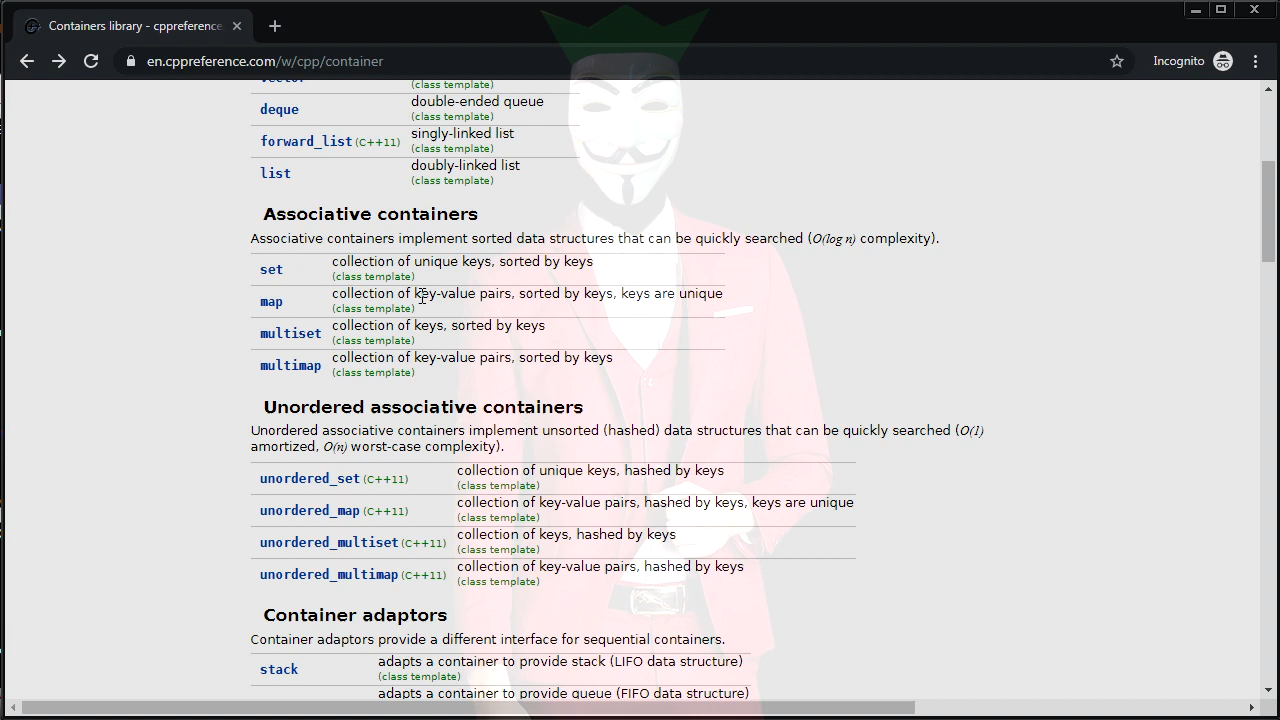 Containers library - cppreference
en.cppreference.com/w/cpp/container
Incognito
vector
(class template)
deque
double-ended queue
(class template)
forward_list (C++11)
singly-linked list
(class template)
list
doubly-linked list
(class template)
Associative containers
Associative containers implement sorted data structures that can be quickly searched (O(log n) complexity).
set
collection of unique keys, sorted by keys
(class template)
map
collection of key-value pairs, sorted by keys, keys are unique
(class template)
multiset
collection of keys, sorted by keys
(class template)
multimap
collection of key-value pairs, sorted by keys
(class template)
Unordered associative containers
Unordered associative containers implement unsorted (hashed) data structures that can be quickly searched (O(1)
amortized, O(n) worst-case complexity).
unordered_set (C++11)
collection of unique keys, hashed by keys
(class template)
unordered_map (C++11)
collection of key-value pairs, hashed by keys, keys are unique
(class template)
unordered_multiset (C++11)
collection of keys, hashed by keys
(class template)
unordered_multimap (C++11)
collection of key-value pairs, hashed by keys
(class template)
Container adaptors
Container adaptors provide a different interface for sequential containers.
stack
adapts a container to provide stack (LIFO data structure)
(class template)
adapts a container to provide queue (FIFO data structure)